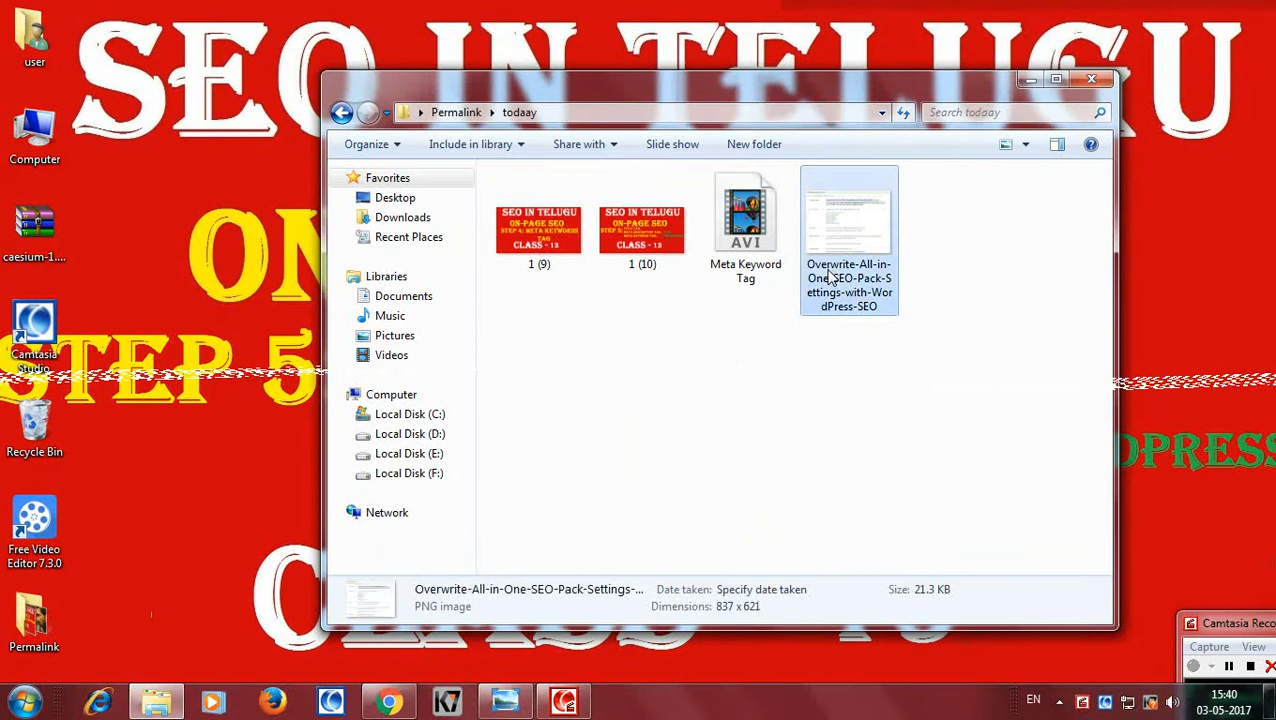 SEO IN TELUGU
ON
STEP 5
DPRESS
user
Computer
caesium-1....
Camtasia
Studio
Recycle Bin
Free Video
Editor 7.3.0
Permalink
Permalink
todaay
Search todaay
Organize
Include in library
Share with
Slide show
New folder
Favorites
Desktop
Downloads
Recent Places
Libraries
Documents
Music
Pictures
Videos
Computer
Local Disk (C:)
Local Disk (D:)
Local Disk (E:)
Local Disk (F:)
Network
SEO IN TELUGU
ON-PAGE SEO
STEP 4: META KEYWORDS
TAG
CLASS - 13
1 (9)
SEO IN TELUGU
ON-PAGE SEO
CLASS - 13
1 (10)
AVI
Meta Keyword
Tag
Overwrite-All-in-
One-SEO-Pack-S
ettings-with-Wor
dPress-SEO
Overwrite-All-in-One-SEO-Pack-Settings-...
PNG image
Date taken: Specify date taken
Dimensions: 837 x 621
Size: 21.3 KB
Camtasia Reco
Capture
View
K7
EN
15:40
03-05-2017